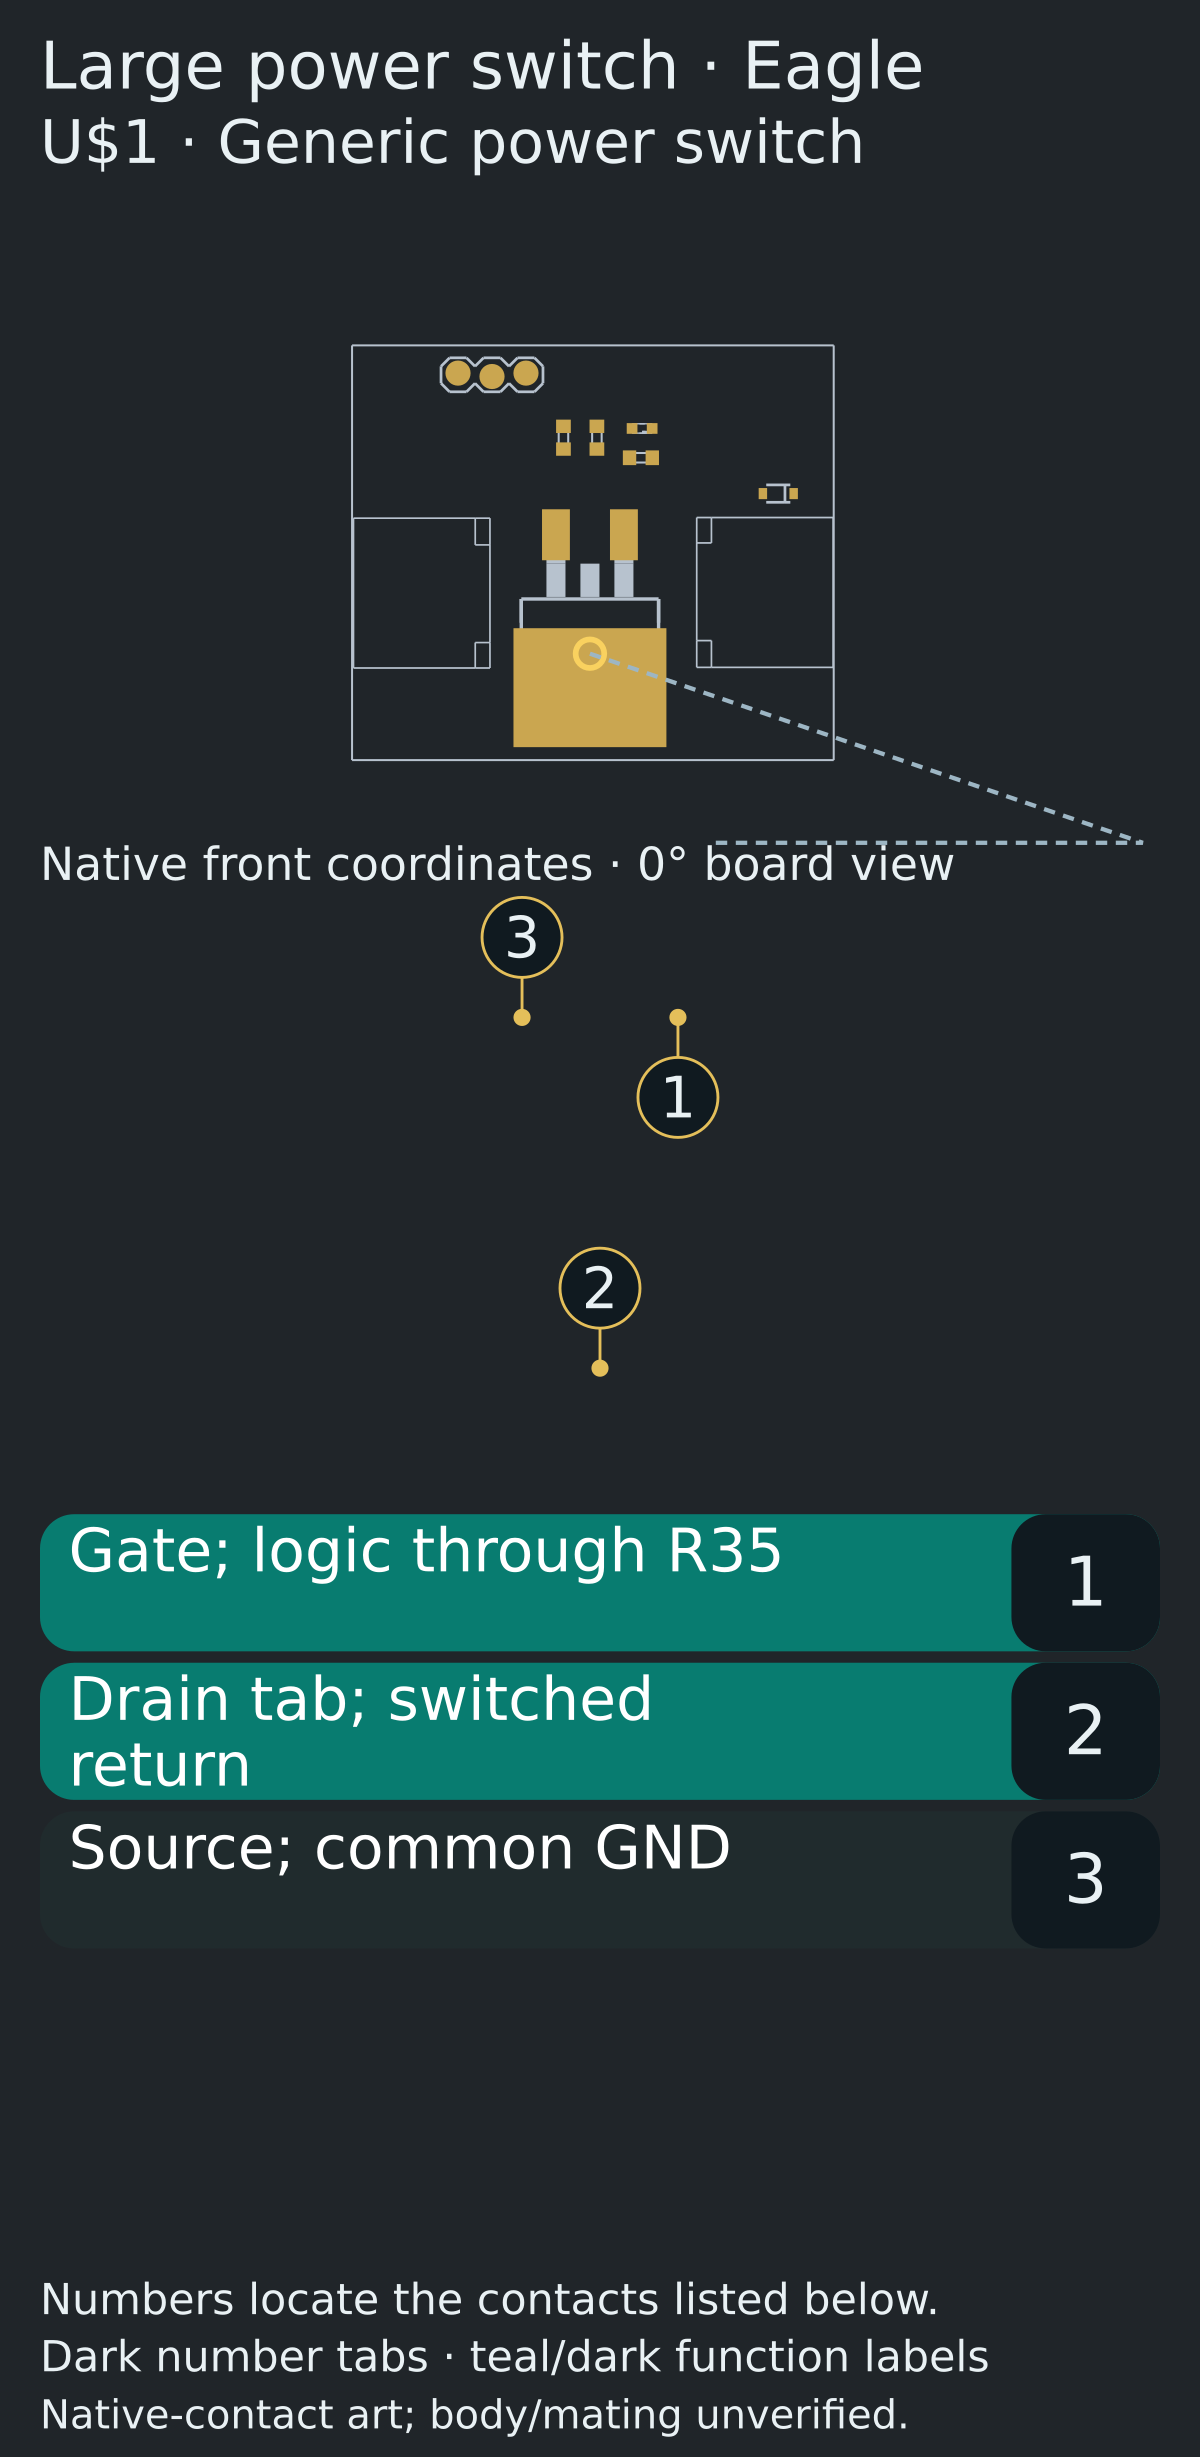 Large power switch · Eagle
U$1 · Generic power switch
Native front coordinates · 0° board view
3
1
2
Gate; logic through R35
1
Drain tab; switched
return
2
Source; common GND
3
Numbers locate the contacts listed below.
Dark number tabs · teal/dark function labels
Native-contact art; body/mating unverified.